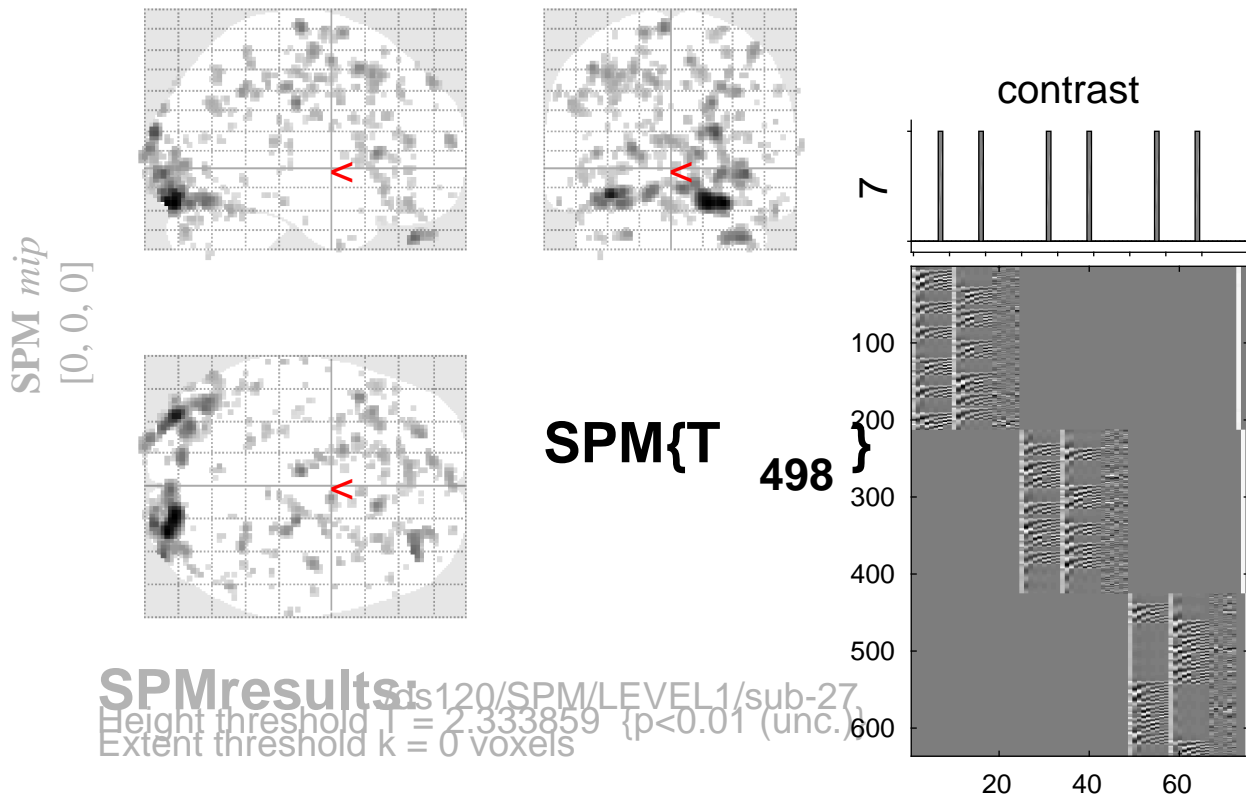 SPM mip
[0, 0, 0]
<
<
<
SPM{T 498 }
contrast
7
100
200
300
400
500
600
20 40 60
SPMresults: /ds120/SPM/LEVEL1/sub-27
Height threshold T = 2.333859 {p<0.01 (unc.)}
Extent threshold k = 0 voxels